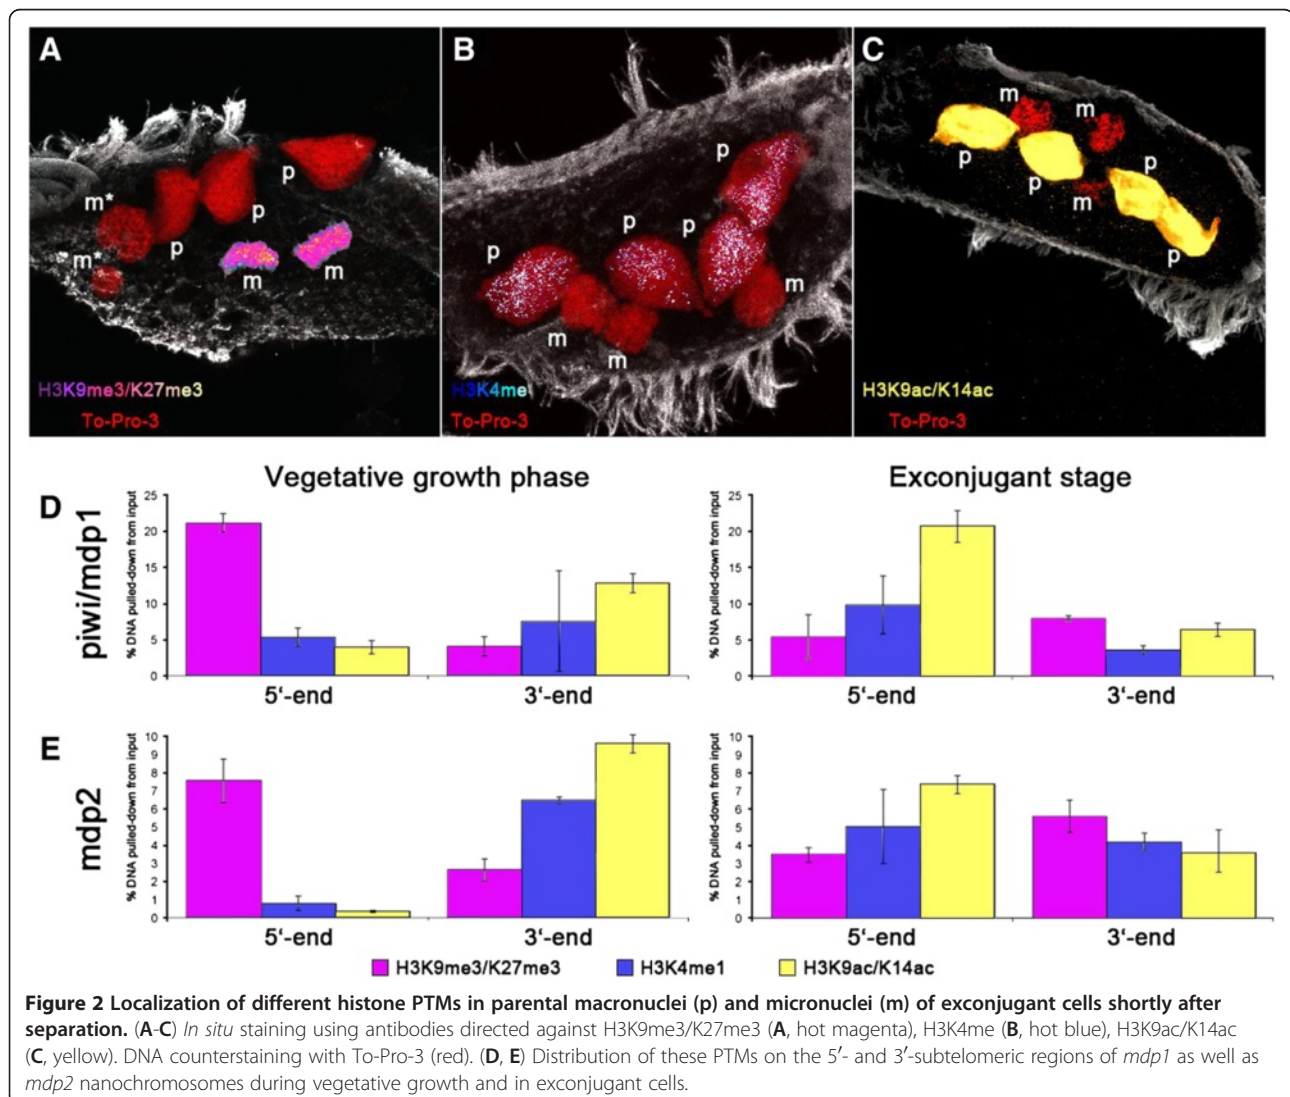 A
B
C
m*
m*
p
p
p
m
m
H3K9me3/K27me3
To-Pro-3
p
p
p
p
m
m
m
H3K4me
To-Pro-3
m
m
p
p
p
m
p
H3K9ac/K14ac
To-Pro-3
Vegetative growth phase
Exconjugant stage
D
piwi/mdp1
% DNA pulled-down from input
25
20
15
10
5
0
5‘-end
3‘-end
% DNA pulled-down from input
25
20
15
10
5
0
5‘-end
3‘-end
E
mdp2
% DNA pulled-down from input
10
9
8
7
6
5
4
3
2
1
0
5‘-end
3‘-end
% DNA pulled-down from input
10
9
8
7
6
5
4
3
2
1
0
5‘-end
3‘-end
H3K9me3/K27me3
H3K4me1
H3K9ac/K14ac
Figure 2 Localization of different histone PTMs in parental macronuclei (p) and micronuclei (m) of exconjugant cells shortly after
separation. (A-C) In situ staining using antibodies directed against H3K9me3/K27me3 (A, hot magenta), H3K4me (B, hot blue), H3K9ac/K14ac
(C, yellow). DNA counterstaining with To-Pro-3 (red). (D, E) Distribution of these PTMs on the 5′- and 3′-subtelomeric regions of mdp1 as well as
mdp2 nanochromosomes during vegetative growth and in exconjugant cells.